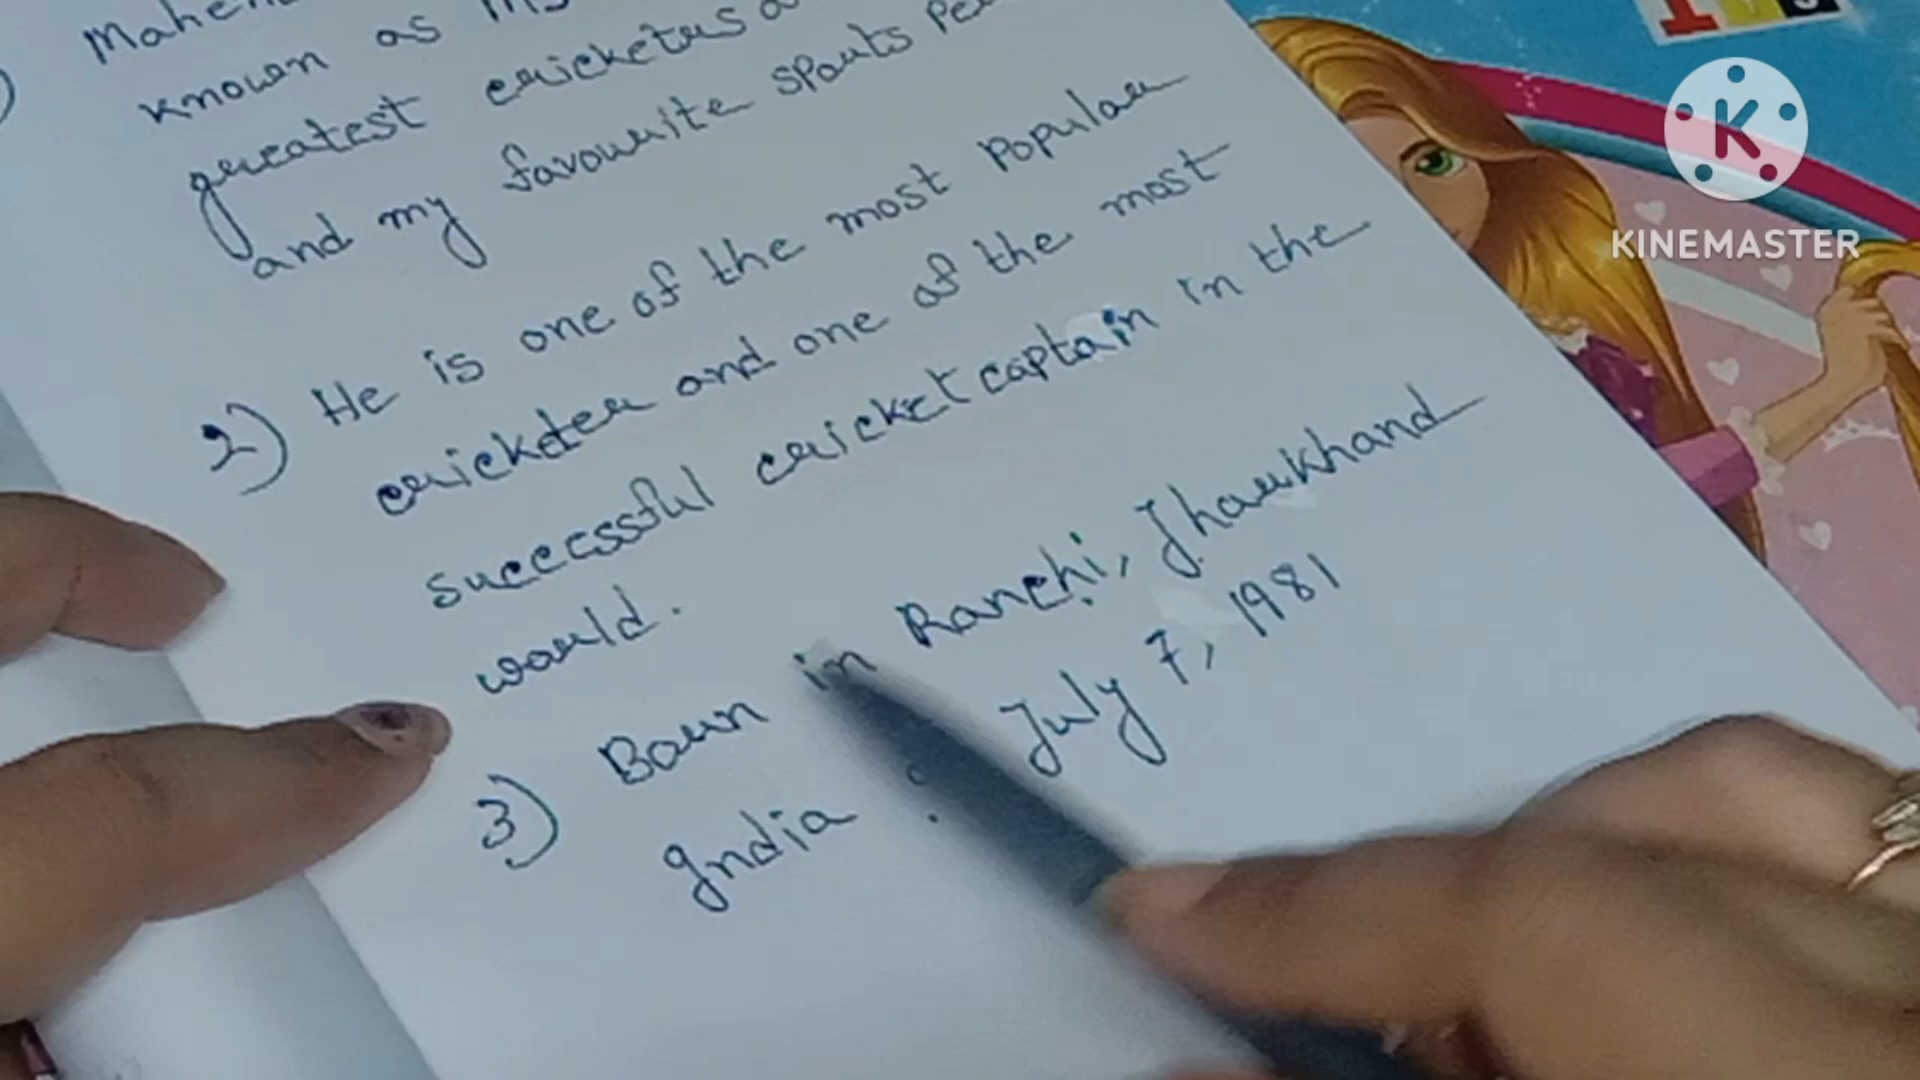 known as
greatest cricketers
and my favourite sports
2) He is one of the most popular
cricketer and one of the most
successful cricket captain in the
world.
3) Born in Ranchi, Jharkhand
India : July 7, 1981
KINEMASTER